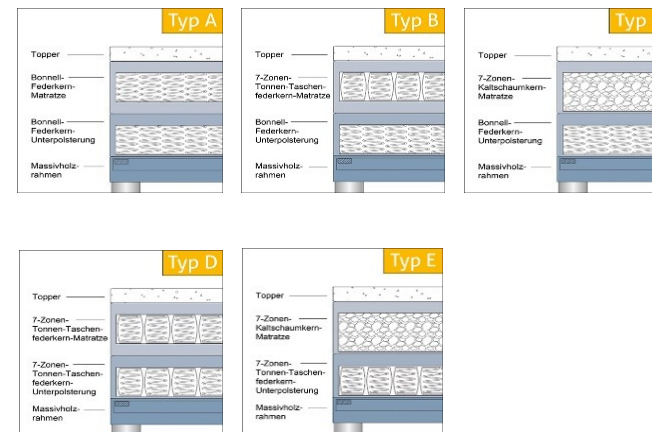 Typ A
Topper
Bonnell-
Federkern-
Matratze
Bonnell-
Federkern-
Unterpolsterung
Massivholz-
rahmen
Typ B
Topper
7-Zonen-
Tonnen-Taschen-
federkern-Matratze
Bonnell-
Federkern-
Unterpolsterung
Massivholz-
rahmen
Typ
Topper
7-Zonen-
Kaltschaumkern-
Matratze
Bonnell-
Federkern-
Unterpolsterung
Massivholz-
rahmen
Typ D
Topper
7-Zonen-
Tonnen-Taschen-
federkern-Matratze
7-Zonen-
Tonnen-Taschen-
federkern-
Unterpolsterung
Massivholz-
rahmen
Typ E
Topper
7-Zonen-
Kaltschaumkern-
Matratze
7-Zonen-
Tonnen-Taschen-
federkern-
Unterpolsterung
Massivholz-
rahmen